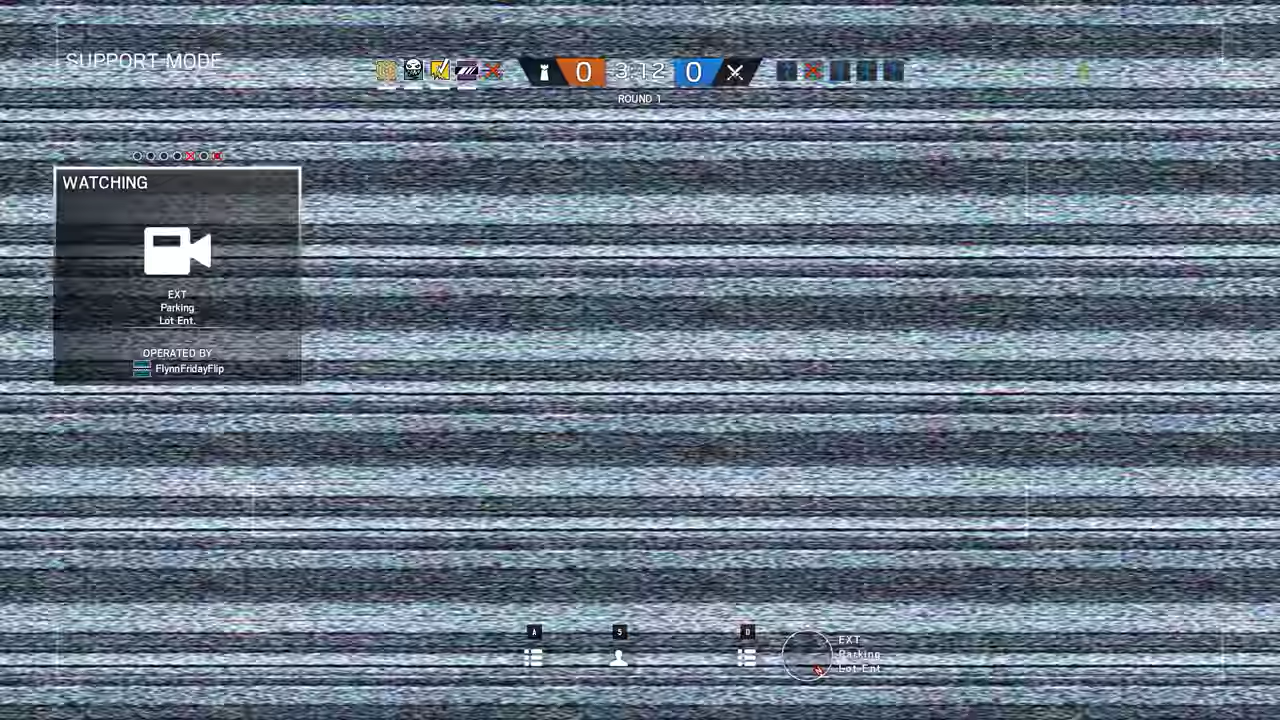 SUPPORT MODE
0 3:12 0
ROUND 1
WATCHING
EXT
Parking
Lot Ent.
OPERATED BY
FlynnFridayFlip
A S D
N
EXT
Parking
Lot Ent